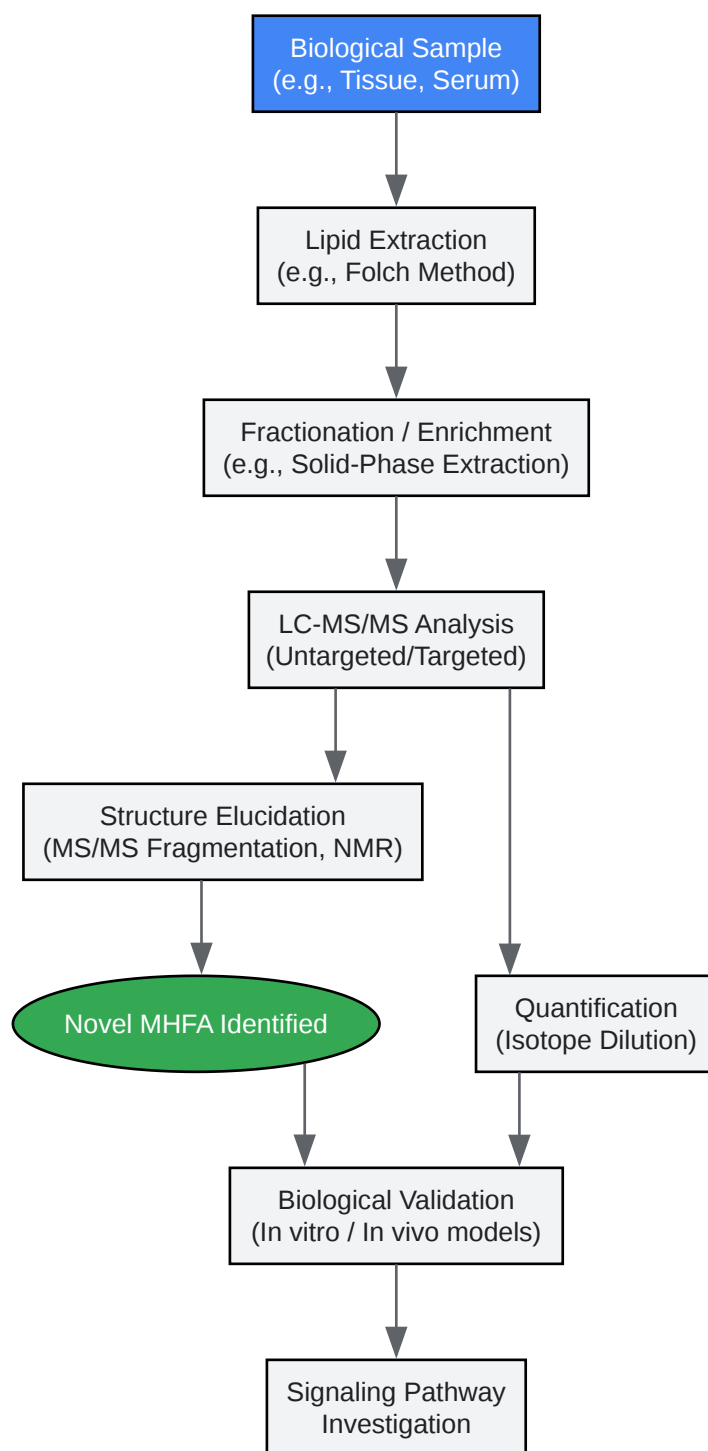 Biological Sample
(e.g., Tissue, Serum)
Lipid Extraction
(e.g., Folch Method)
Fractionation / Enrichment
(e.g., Solid-Phase Extraction)
LC-MS/MS Analysis
(Untargeted/Targeted)
Structure Elucidation
(MS/MS Fragmentation, NMR)
Novel MHFA Identified
Quantification
(Isotope Dilution)
Biological Validation
(In vitro / In vivo models)
Signaling Pathway
Investigation